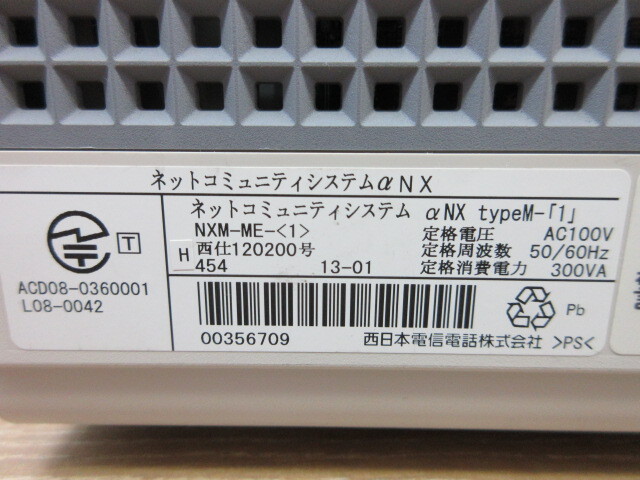 ネットコミュニティシステムαNX
ネットコミュニティシステム αNX typeM-「1」
NXM-ME-<1>
定格電圧 AC100V
H 西仕120200号
定格周波数 50/60Hz
454 13-01
定格消費電力 300VA
T
ACD08-0360001
L08-0042
00356709
Pb
西日本電信電話株式会社 >PS<